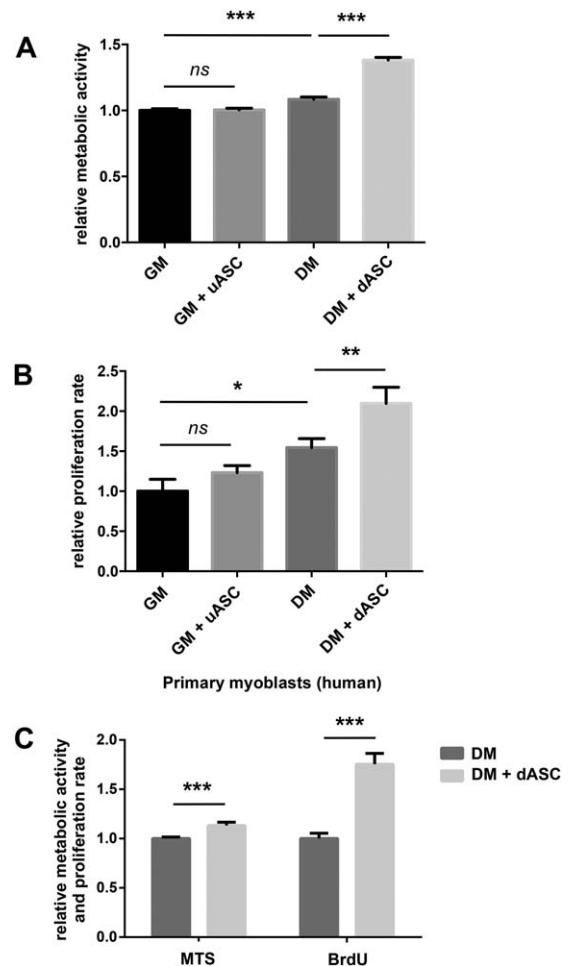 A
*** ***
ns
relative metabolic activity
1.5
1.0
0.5
0.0
GM
GM + uASC
DM
DM + dASC
B
**
*
ns
relative proliferation rate
2.5
2.0
1.5
1.0
0.5
0.0
GM
GM + uASC
DM
DM + dASC
Primary myoblasts (human)
C
***
***
relative metabolic activity
and proliferation rate
2.0
1.5
1.0
0.5
0.0
MTS
BrdU
DM
DM + dASC